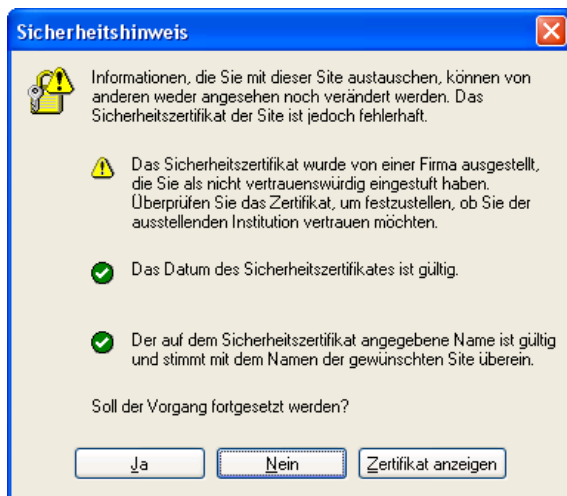 Sicherheitshinweis
Informationen, die Sie mit dieser Site austauschen, können von
anderen weder angesehen noch verändert werden. Das
Sicherheitszertifikat der Site ist jedoch fehlerhaft.
Das Sicherheitszertifikat wurde von einer Firma ausgestellt,
die Sie als nicht vertrauenswürdig eingestuft haben.
Überprüfen Sie das Zertifikat, um festzustellen, ob Sie der
ausstellenden Institution vertrauen möchten.
Das Datum des Sicherheitszertifikates ist gültig.
Der auf dem Sicherheitszertifikat angegebene Name ist gültig
und stimmt mit dem Namen der gewünschten Site überein.
Soll der Vorgang fortgesetzt werden?
Ja Nein Zertifikat anzeigen